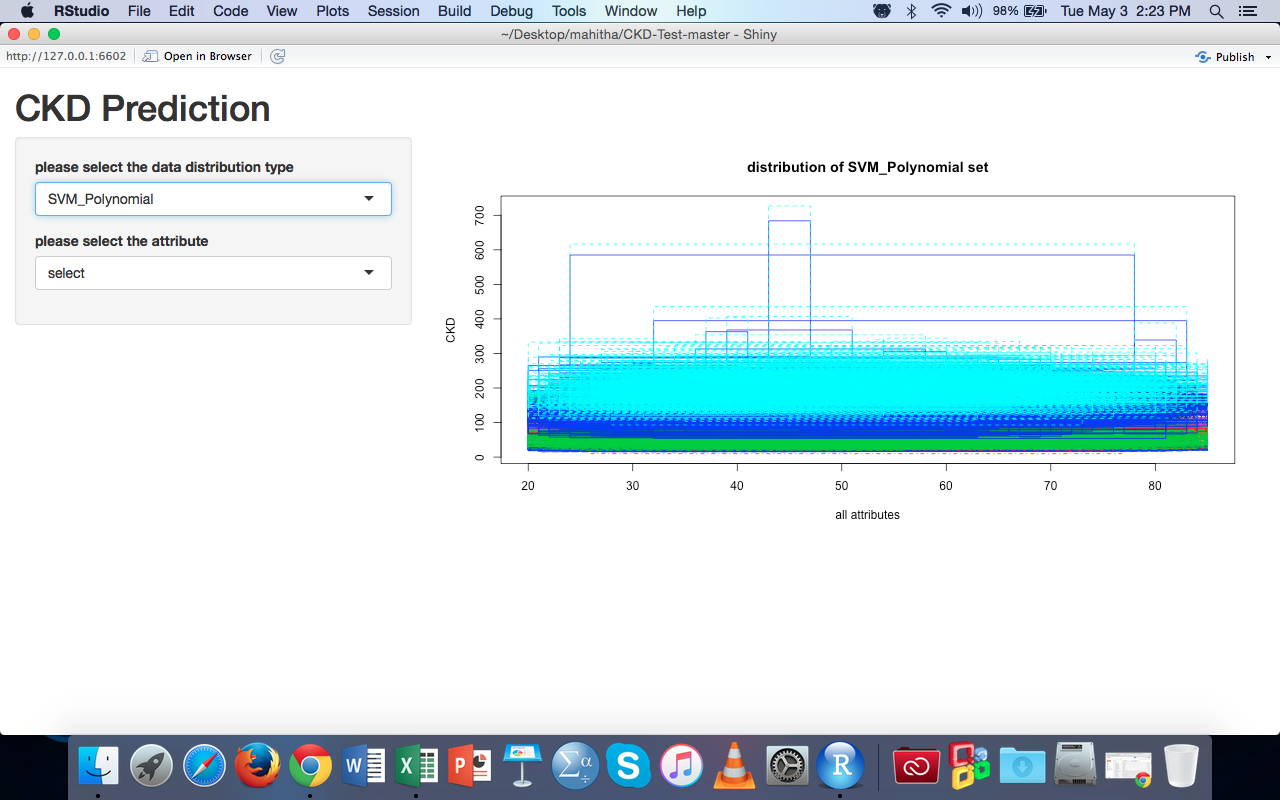 RStudio File Edit Code View Plots Session Build Debug Tools Window Help 98% Tue May 3 2:23 PM
~/Desktop/mahitha/CKD-Test-master - Shiny
http://127.0.0.1:6602 Open in Browser Publish
CKD Prediction
please select the data distribution type
SVM_Polynomial
please select the attribute
select
distribution of SVM_Polynomial set
700
600
500
400
300
200
100
0
CKD
20 30 40 50 60 70 80
all attributes
W X P Σ α ÷ S R